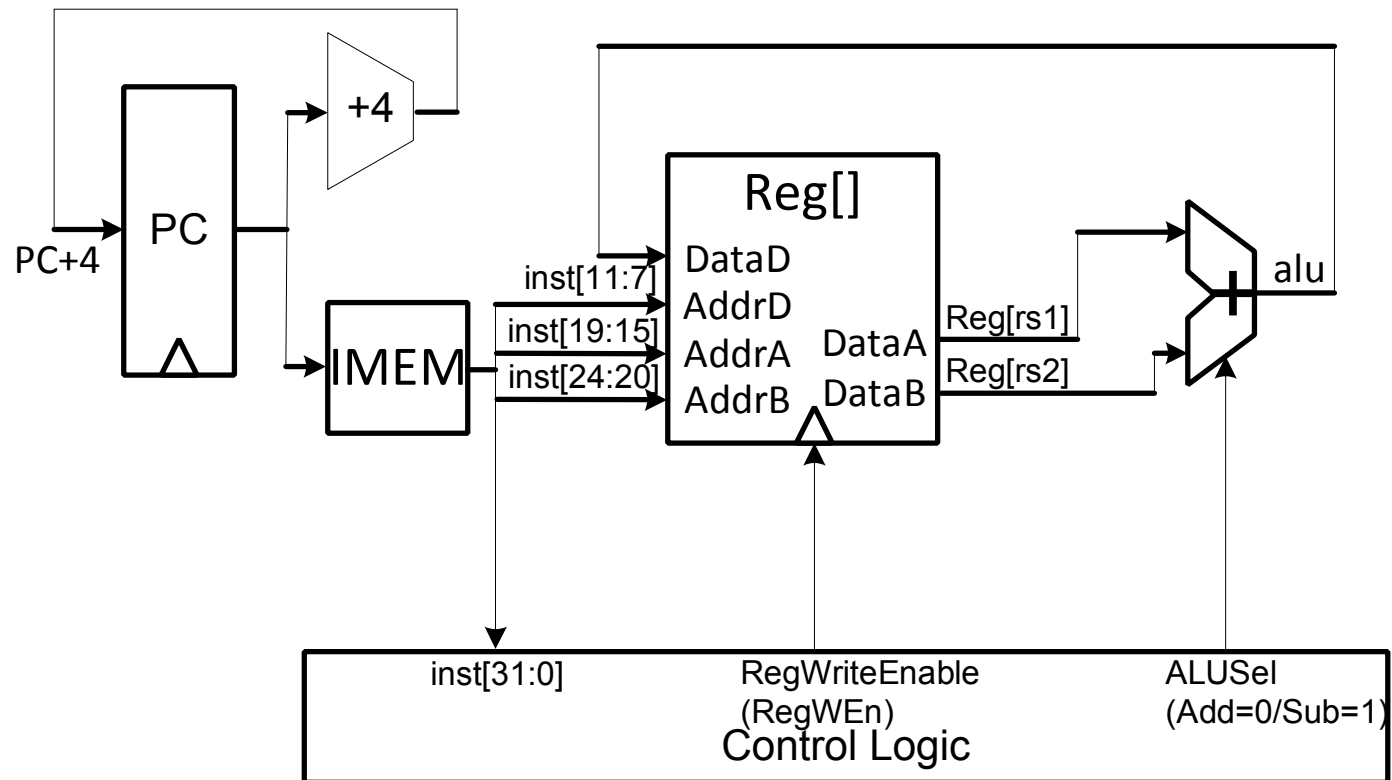 +4
PC
PC+4
IMEM
inst[11:7]
inst[19:15]
inst[24:20]
Reg[]
DataD
AddrD
AddrA
AddrB
DataA
DataB
Reg[rs1]
Reg[rs2]
+
alu
inst[31:0]
RegWriteEnable
(RegWEn)
ALUSel
(Add=0/Sub=1)
Control Logic